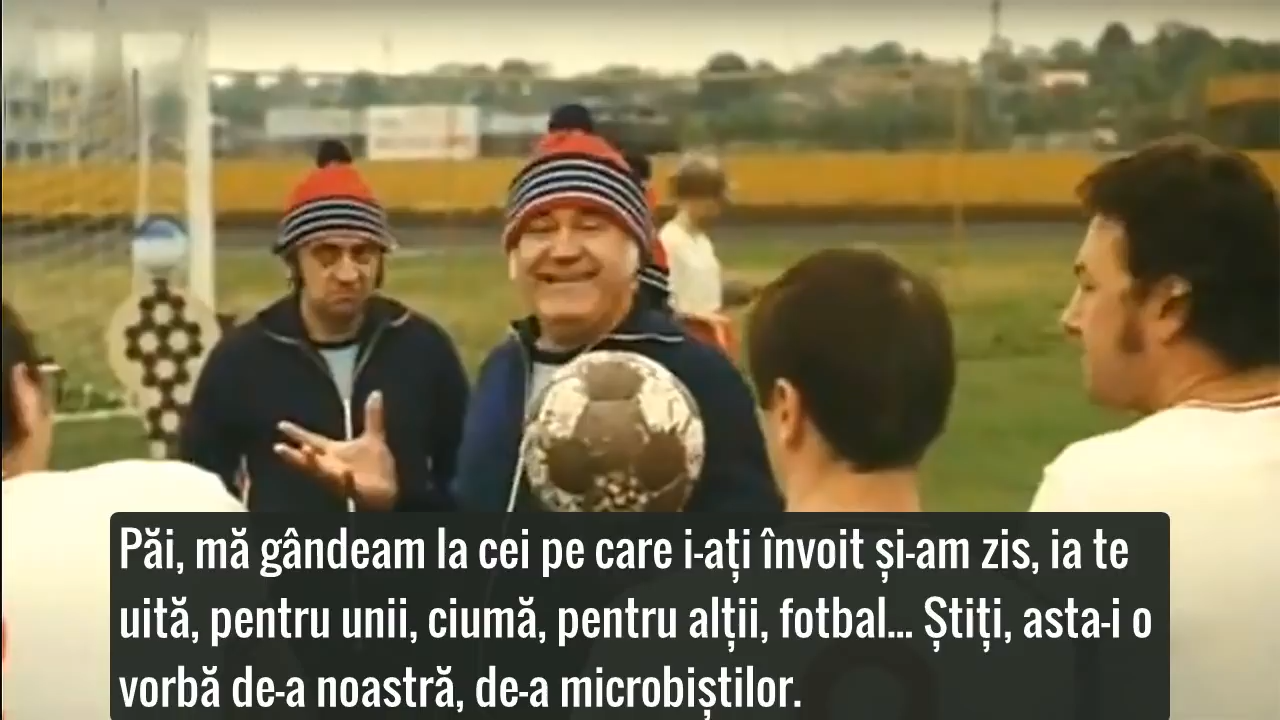 Păi, mă gândeam la cei pe care i-ați învoit și-am zis, ia te
uită, pentru unii, ciumă, pentru alții, fotbal... Știți, asta-i o
vorbă de-a noastră, de-a microbiștilor.